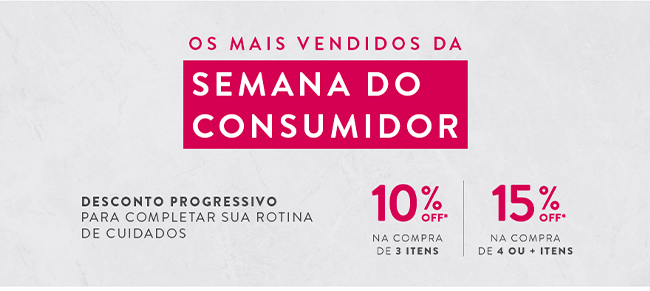 OS MAIS VENDIDOS DA
SEMANA DO
CONSUMIDOR
DESCONTO PROGRESSIVO
PARA COMPLETAR SUA ROTINA
DE CUIDADOS
10% OFF*
NA COMPRA
DE 3 ITENS
15% OFF*
NA COMPRA
DE 4 OU + ITENS